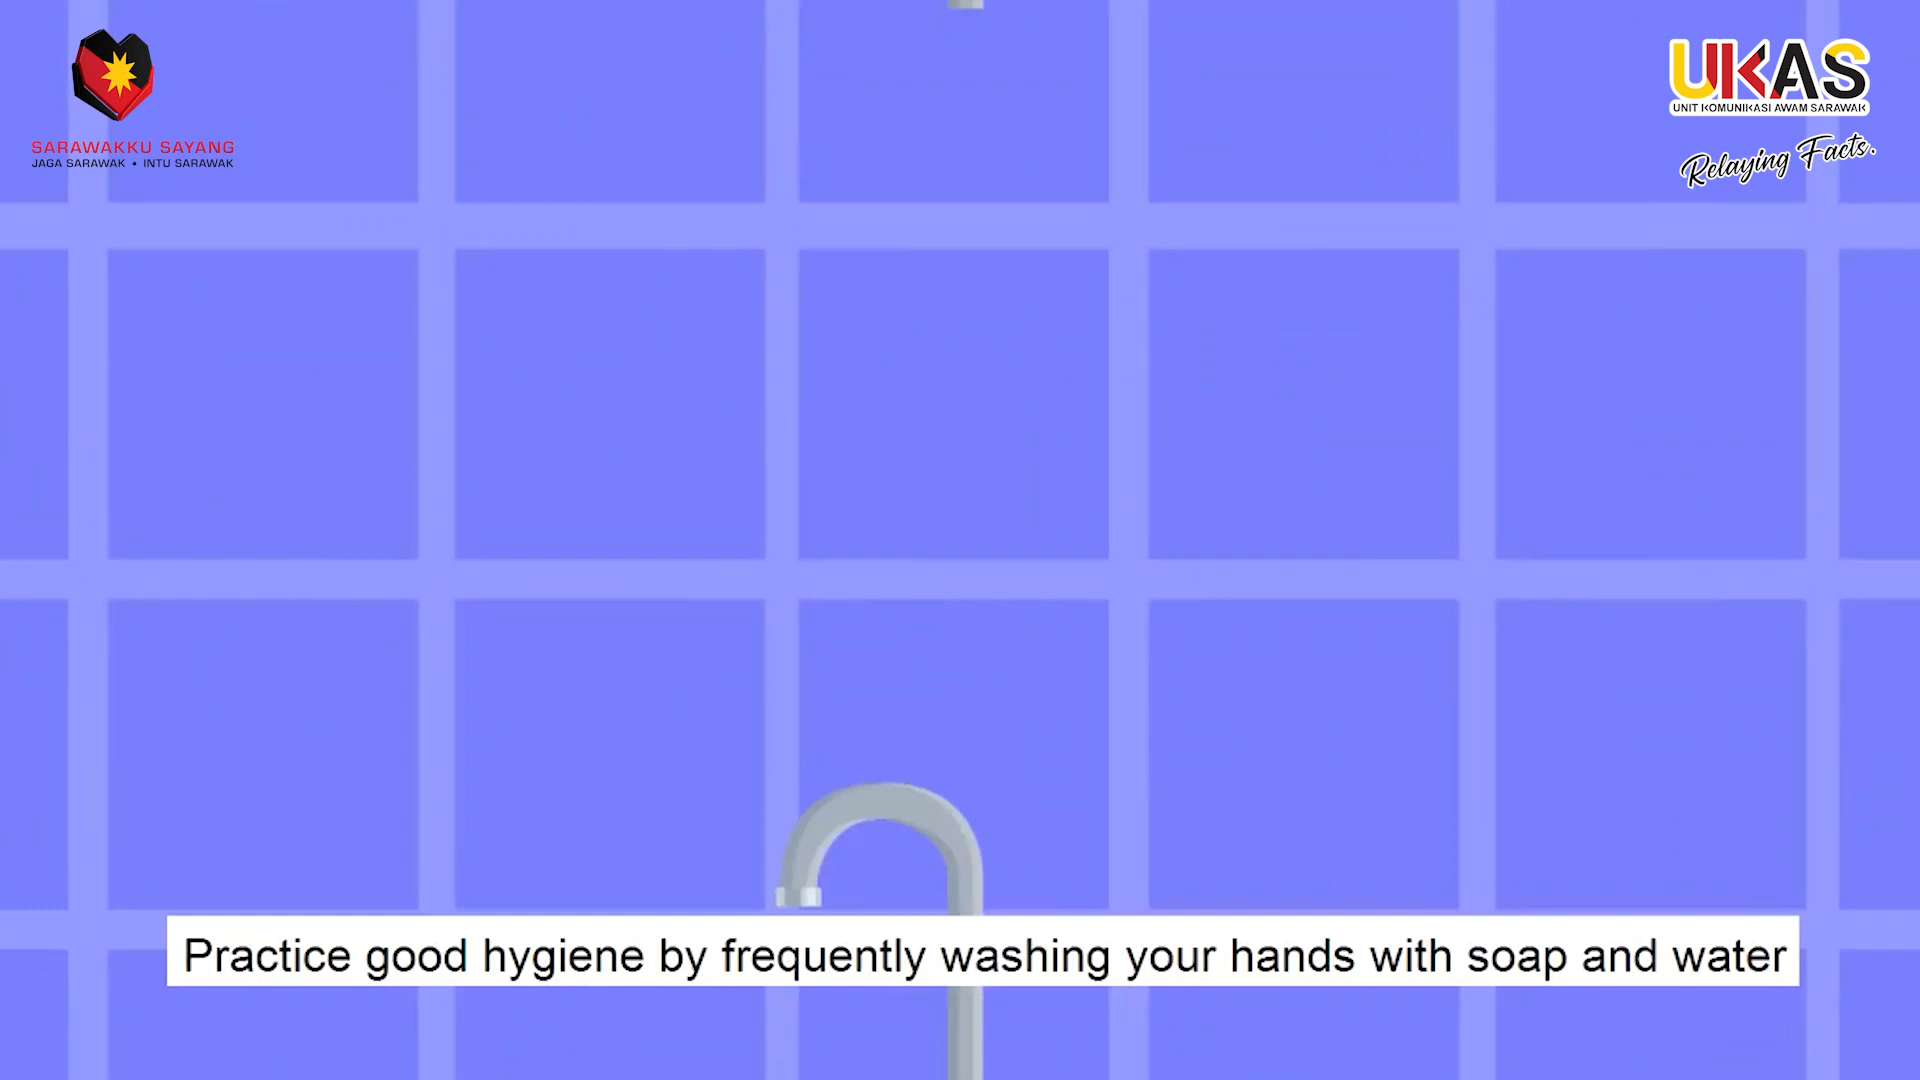 SARAWAKKU SAYANG
JAGA SARAWAK • INTU SARAWAK
UKAS
UNIT KOMUNIKASI AWAM SARAWAK
Relaying Facts.
Practice good hygiene by frequently washing your hands with soap and water